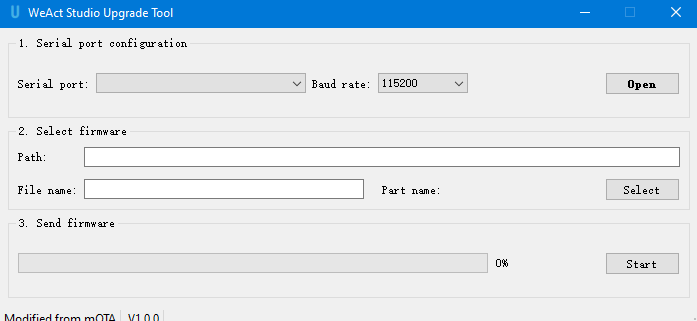 WeAct Studio Upgrade Tool
1. Serial port configuration
Serial port: Baud rate: 115200 Open
2. Select firmware
Path:
File name: Part name: Select
3. Send firmware
0% Start
Modified from mOTA V1.0.0